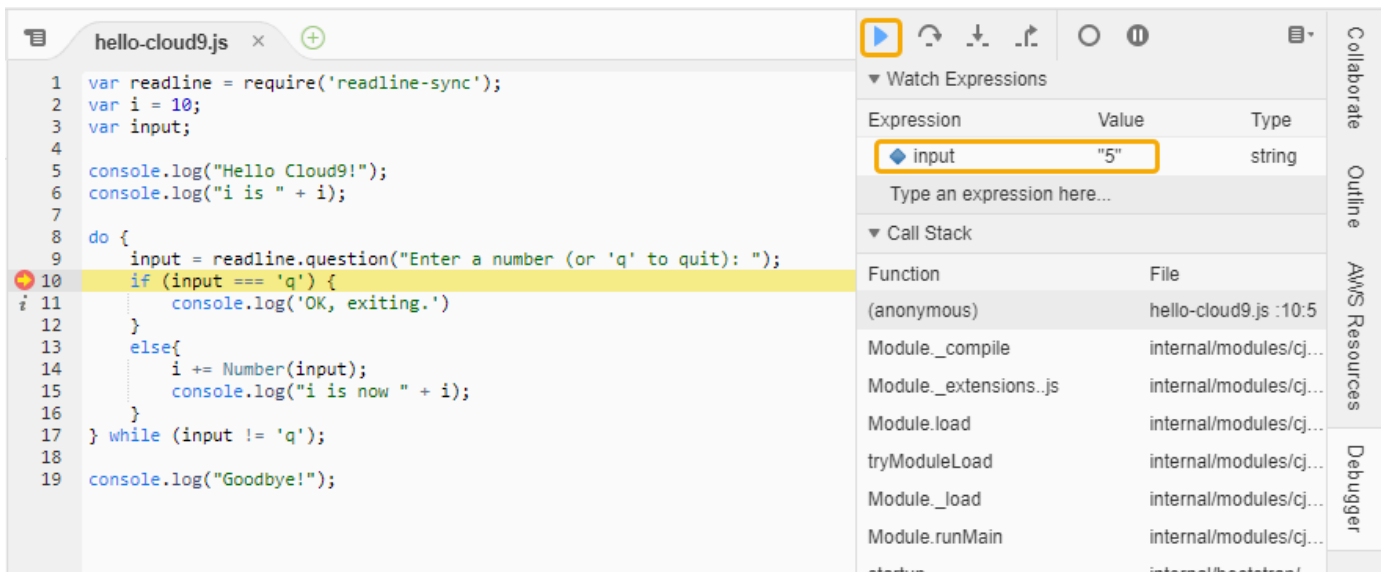 hello-cloud9.js
1 var readline = require('readline-sync');
2 var i = 10;
3 var input;
4
5 console.log("Hello Cloud9!");
6 console.log("i is " + i);
7
8 do {
9 input = readline.question("Enter a number (or 'q' to quit): ");
10 if (input === 'q') {
i 11 console.log('OK, exiting.')
12 }
13 else{
14 i += Number(input);
15 console.log("i is now " + i);
16 }
17 } while (input != 'q');
18
19 console.log("Goodbye!");
Watch Expressions
Expression Value Type
input "5" string
Type an expression here...
Call Stack
Function File
(anonymous) hello-cloud9.js :10:5
Module._compile internal/modules/cj...
Module._extensions..js internal/modules/cj...
Module.load internal/modules/cj...
tryModuleLoad internal/modules/cj...
Module._load internal/modules/cj...
Module.runMain internal/modules/cj...
Collaborate
Outline
AWS Resources
Debugger